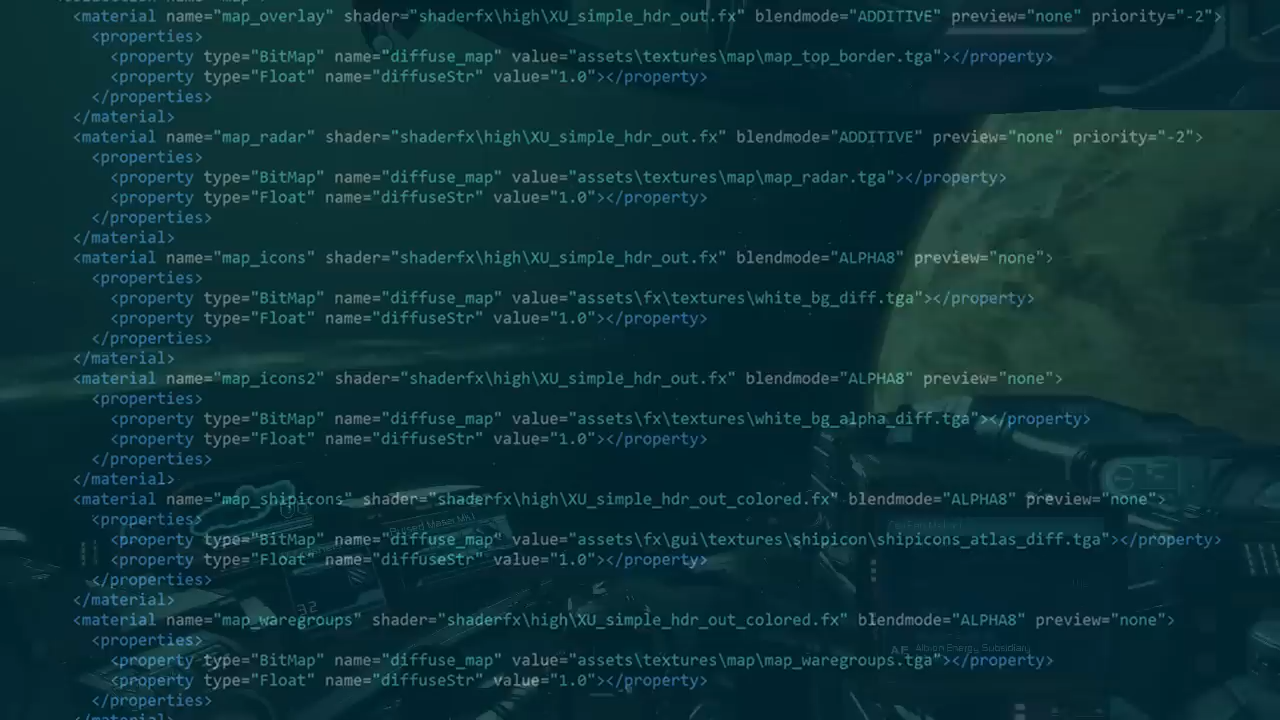 <material name="map_overlay" shader="shaderfx\high\XU_simple_hdr_out.fx" blendmode="ADDITIVE" preview="none" priority="-2">
<properties>
<property type="BitMap" name="diffuse_map" value="assets\textures\map\map_top_border.tga"></property>
<property type="Float" name="diffuseStr" value="1.0"></property>
</properties>
</material>
<material name="map_radar" shader="shaderfx\high\XU_simple_hdr_out.fx" blendmode="ADDITIVE" preview="none" priority="-2">
<properties>
<property type="BitMap" name="diffuse_map" value="assets\textures\map\map_radar.tga"></property>
<property type="Float" name="diffuseStr" value="1.0"></property>
</properties>
</material>
<material name="map_icons" shader="shaderfx\high\XU_simple_hdr_out.fx" blendmode="ALPHA8" preview="none">
<properties>
<property type="BitMap" name="diffuse_map" value="assets\fx\textures\white_bg_diff.tga"></property>
<property type="Float" name="diffuseStr" value="1.0"></property>
</properties>
</material>
<material name="map_icons2" shader="shaderfx\high\XU_simple_hdr_out.fx" blendmode="ALPHA8" preview="none">
<properties>
<property type="BitMap" name="diffuse_map" value="assets\fx\textures\white_bg_alpha_diff.tga"></property>
<property type="Float" name="diffuseStr" value="1.0"></property>
</properties>
</material>
<material name="map_shipicons" shader="shaderfx\high\XU_simple_hdr_out_colored.fx" blendmode="ALPHA8" preview="none">
<properties>
Pulsed Maser Mk1
<property type="BitMap" name="diffuse_map" value="assets\fx\gui\textures\shipicon\shipicons_atlas_diff.tga"></property>
<property type="Float" name="diffuseStr" value="1.0"></property>
</properties>
</material>
32
<material name="map_waregroups" shader="shaderfx\high\XU_simple_hdr_out_colored.fx" blendmode="ALPHA8" preview="none">
<properties>
AF Albion Energy Subsidiary
<property type="BitMap" name="diffuse_map" value="assets\textures\map\map_waregroups.tga"></property>
<property type="Float" name="diffuseStr" value="1.0"></property>
</properties>
</material>